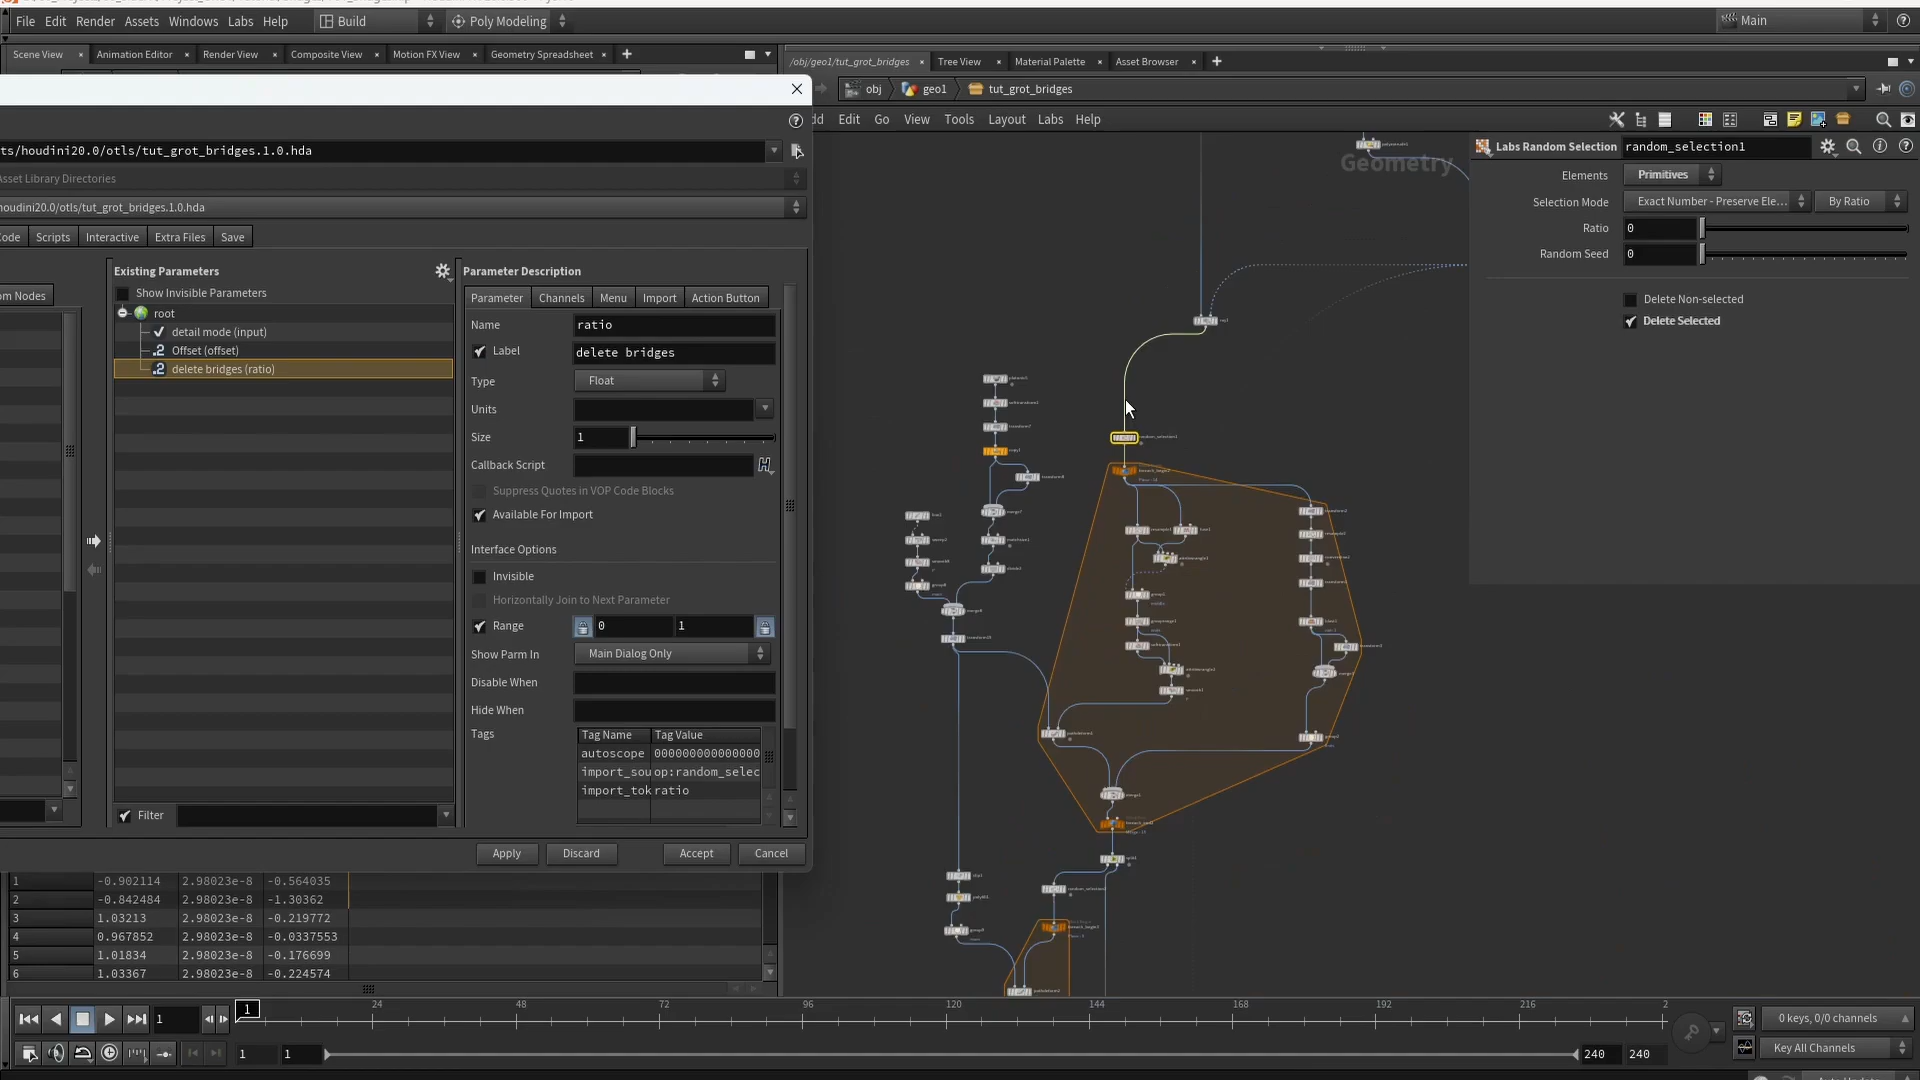 File Edit Render Assets Windows Labs Help Build Poly Modeling Main
Scene View Animation Editor Render View Composite View Motion FX View Geometry Spreadsheet
/obj/geo1/tut_grot_bridges Tree View Material Palette Asset Browser
obj geo1 tut_grot_bridges
Edit Go View Tools Layout Labs Help
ts/houdini20.0/otls/tut_grot_bridges.1.0.hda
Asset Library Directories
houdini20.0/otls/tut_grot_bridges.1.0.hda
Scripts Interactive Extra Files Save
Nodes
Existing Parameters
Show Invisible Parameters
root
detail mode (input)
Offset (offset)
delete bridges (ratio)
Filter
Parameter Description
Parameter Channels Menu Import Action Button
Name ratio
Label delete bridges
Type Float
Units
Size 1
Callback Script
Suppress Quotes in VOP Code Blocks
Available For Import
Interface Options
Invisible
Horizontally Join to Next Parameter
Range 0 1
Show Parm In Main Dialog Only
Disable When
Hide When
Tags Tag Name Tag Value
autoscope 000000000000000
import_sou op:random_selec
import_tok ratio
Apply Discard Accept Cancel
Geometry
Labs Random Selection random_selection1
Elements Primitives
Selection Mode Exact Number - Preserve Ele... By Ratio
Ratio 0
Random Seed 0
Delete Non-selected
Delete Selected
1 -0.902114 2.98023e-8 -0.564035
2 -0.842484 2.98023e-8 -1.30362
3 1.03213 2.98023e-8 -0.219772
4 0.967852 2.98023e-8 -0.0337553
5 1.01834 2.98023e-8 -0.176699
6 1.03367 2.98023e-8 -0.224574
1 1 24 48 72 96 120 144 168 192 216 2
0 keys, 0/0 channels
1 1 240 240
Key All Channels